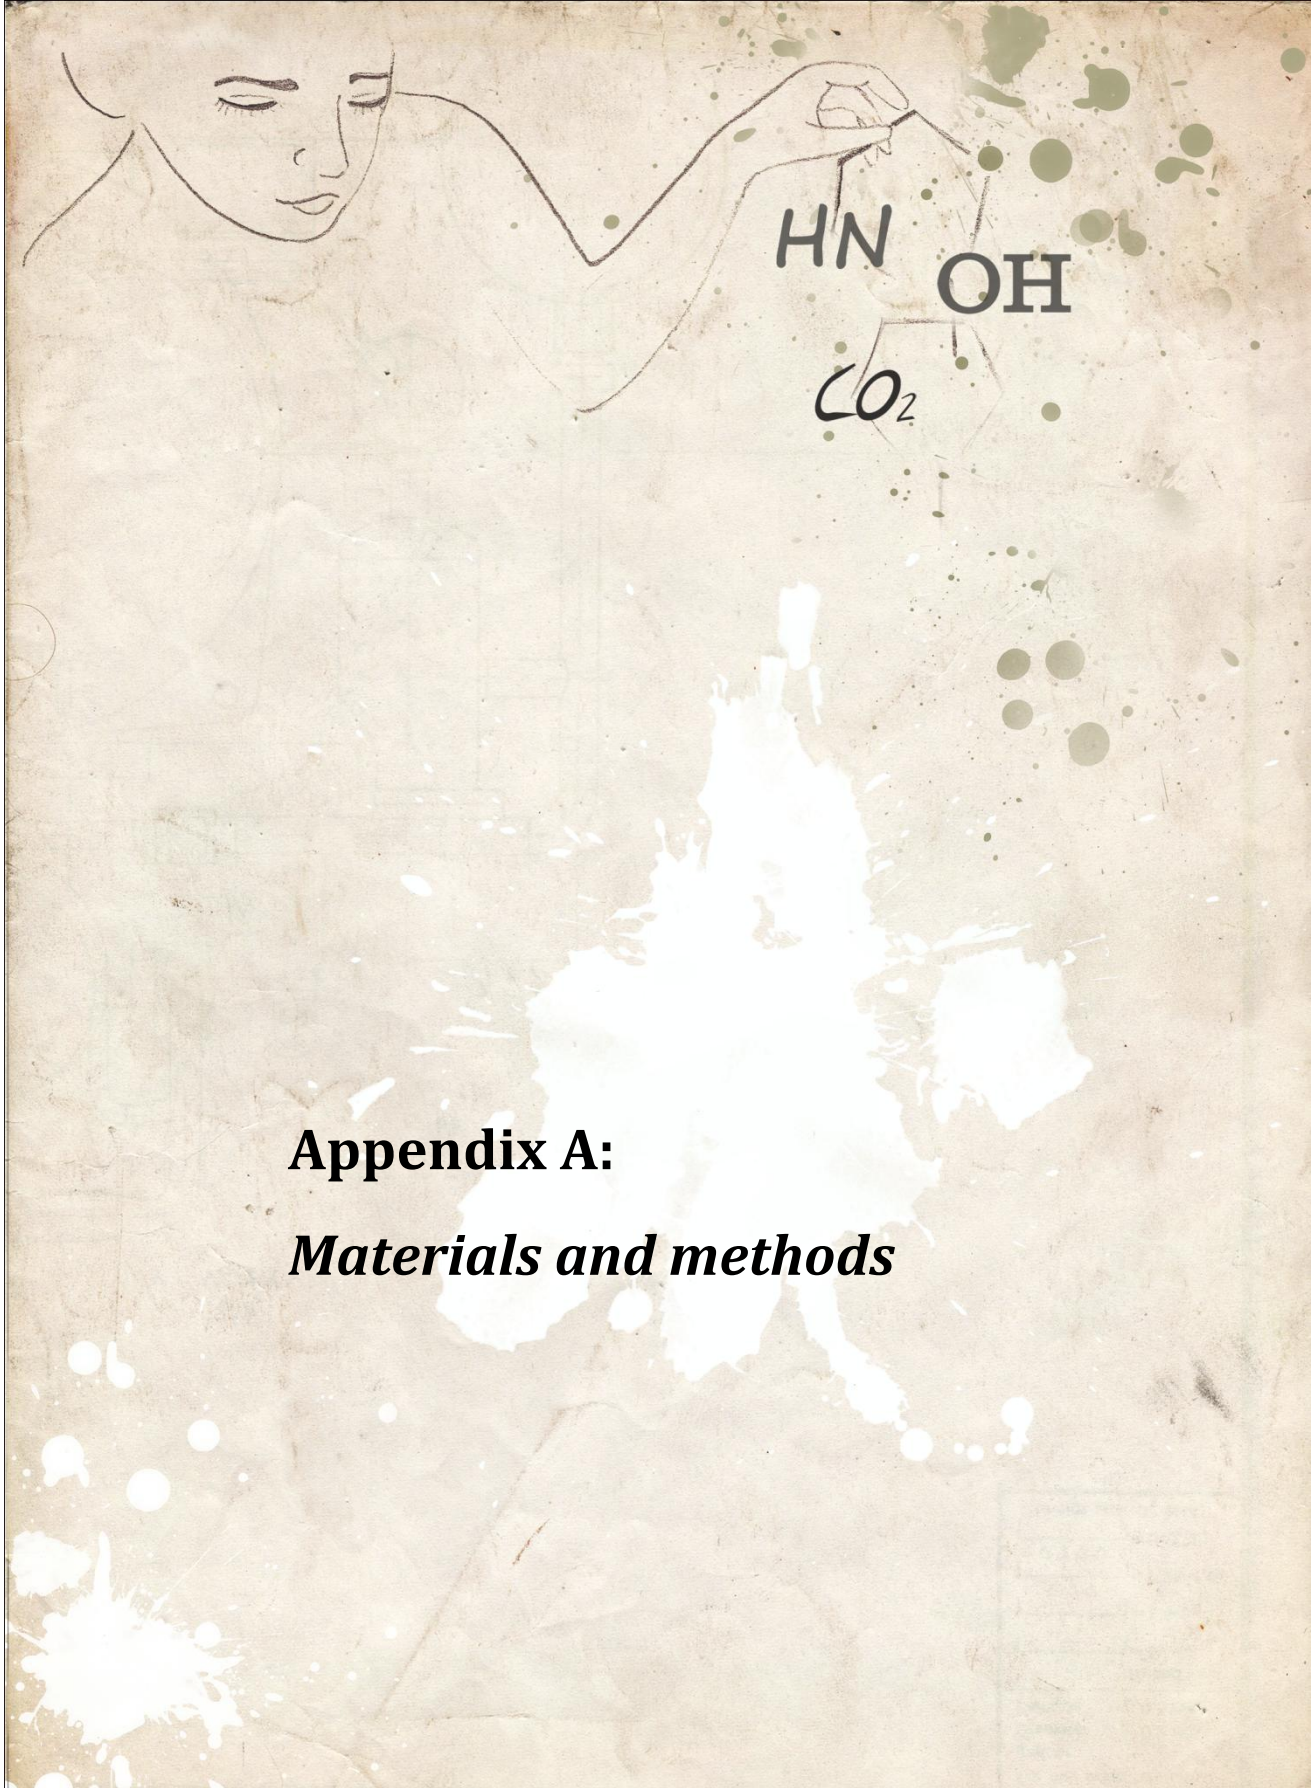 HN
OH
CO₂
Appendix A:
Materials and methods